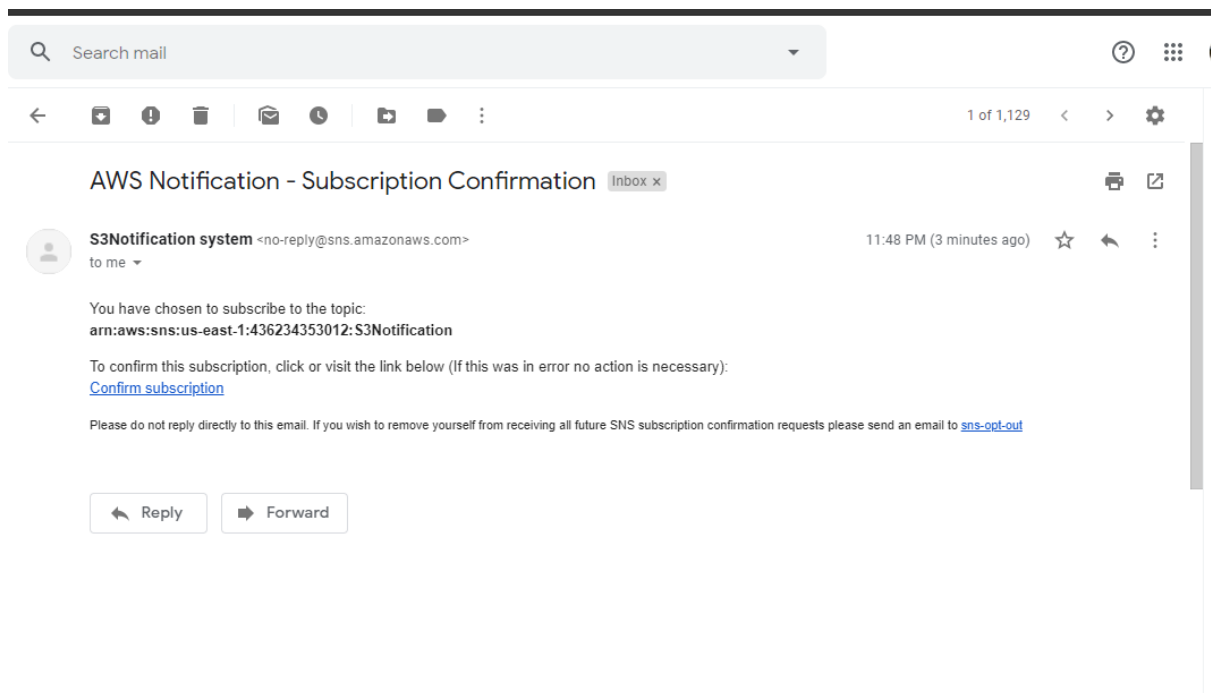 Search mail
1 of 1,129
AWS Notification - Subscription Confirmation Inbox x
S3Notification system <no-reply@sns.amazonaws.com> 11:48 PM (3 minutes ago)
to me
You have chosen to subscribe to the topic:
arn:aws:sns:us-east-1:436234353012:S3Notification
To confirm this subscription, click or visit the link below (If this was in error no action is necessary):
Confirm subscription
Please do not reply directly to this email. If you wish to remove yourself from receiving all future SNS subscription confirmation requests please send an email to sns-opt-out
Reply Forward